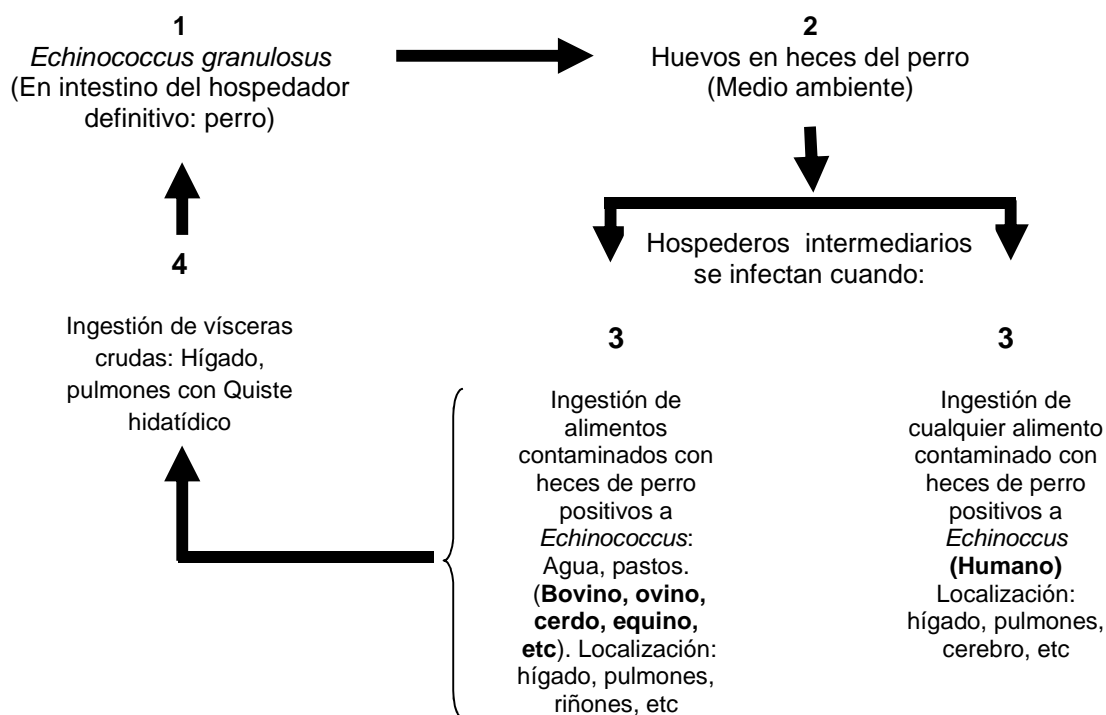 1
Echinococcus granulosus
(En intestino del hospedador
definitivo: perro)
2
Huevos en heces del perro
(Medio ambiente)
Hospederos intermediarios
se infectan cuando:
3
Ingestión de
alimentos
contaminados con
heces de perro
positivos a
Echinococcus:
Agua, pastos.
(Bovino, ovino,
cerdo, equino,
etc). Localización:
hígado, pulmones,
riñones, etc
3
Ingestión de
cualquier alimento
contaminado con
heces de perro
positivos a
Echinoccus
(Humano)
Localización:
hígado, pulmones,
cerebro, etc
4
Ingestión de vísceras
crudas: Hígado,
pulmones con Quiste
hidatídico